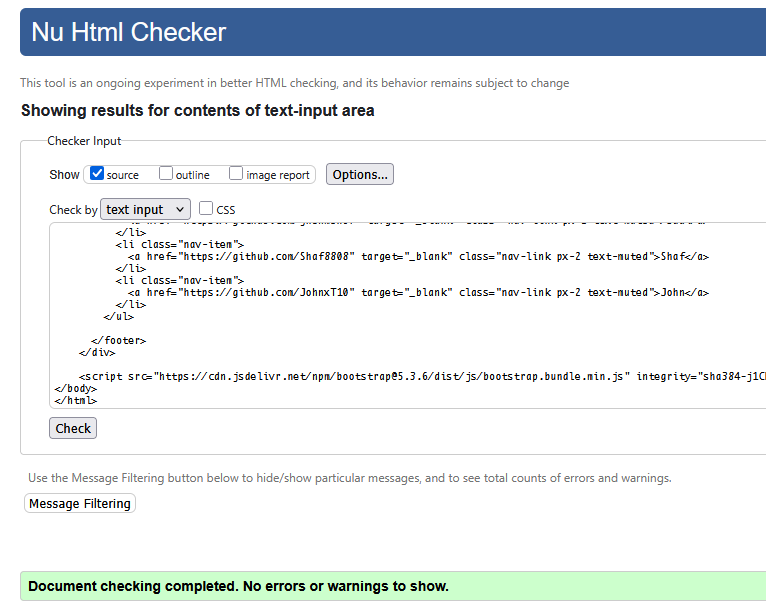 Nu Html Checker
This tool is an ongoing experiment in better HTML checking, and its behavior remains subject to change
Showing results for contents of text-input area
Checker Input
Show source outline image report Options...
Check by text input CSS
</li>
<li class="nav-item">
<a href="https://github.com/Shaf8808" target="_blank" class="nav-link px-2 text-muted">Shaf</a>
</li>
<li class="nav-item">
<a href="https://github.com/JohnxT10" target="_blank" class="nav-link px-2 text-muted">John</a>
</li>
</ul>
</footer>
</div>
<script src="https://cdn.jsdelivr.net/npm/bootstrap@5.3.6/dist/js/bootstrap.bundle.min.js" integrity="sha384-j1C
</body>
</html>
Check
Use the Message Filtering button below to hide/show particular messages, and to see total counts of errors and warnings.
Message Filtering
Document checking completed. No errors or warnings to show.